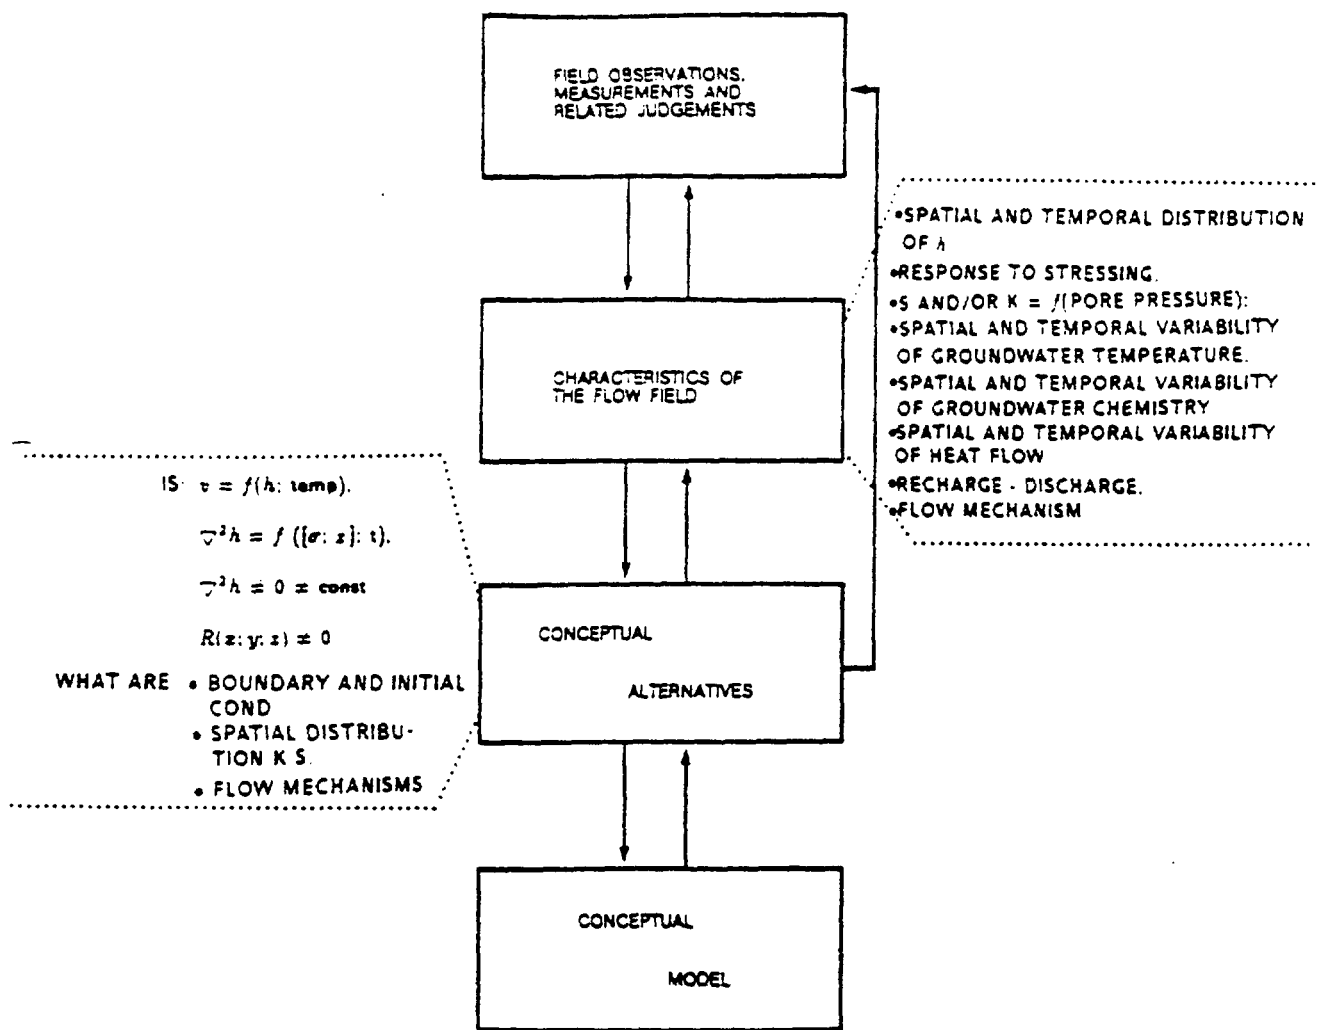 FIELD OBSERVATIONS,
MEASUREMENTS AND
RELATED JUDGEMENTS
•SPATIAL AND TEMPORAL DISTRIBUTION
OF h
•RESPONSE TO STRESSING.
•S AND/OR K = f(PORE PRESSURE):
•SPATIAL AND TEMPORAL VARIABILITY
OF GROUNDWATER TEMPERATURE.
•SPATIAL AND TEMPORAL VARIABILITY
OF GROUNDWATER CHEMISTRY
•SPATIAL AND TEMPORAL VARIABILITY
OF HEAT FLOW
•RECHARGE - DISCHARGE.
•FLOW MECHANISM
CHARACTERISTICS OF
THE FLOW FIELD
IS: v = f(h; temp).
∇²h = f ([σ; z]; t).
∇²h ≠ 0 ≠ const
R(x; y; z) ≠ 0
WHAT ARE • BOUNDARY AND INITIAL
COND
• SPATIAL DISTRIBU-
TION K S.
• FLOW MECHANISMS
CONCEPTUAL
ALTERNATIVES
CONCEPTUAL
MODEL